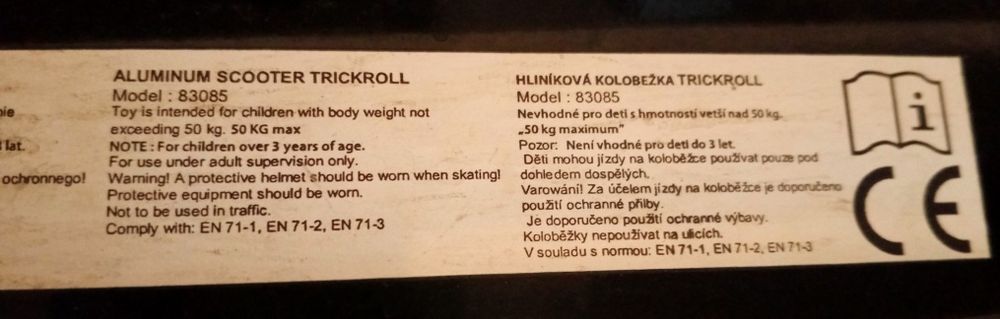 nie
lat.
ochronnego!
ALUMINUM SCOOTER TRICKROLL
Model : 83085
Toy is intended for children with body weight not
exceeding 50 kg. 50 KG max
NOTE : For children over 3 years of age.
For use under adult supervision only.
Warning! A protective helmet should be worn when skating!
Protective equipment should be worn.
Not to be used in traffic.
Comply with: EN 71-1, EN 71-2, EN 71-3
HLINÍKOVÁ KOLOBEŽKA TRICKROLL
Model : 83085
Nevhodné pro deti s hmotností vetší nad 50 kg.
„50 kg maximum”
Pozor: Není vhodné pro deti do 3 let.
Děti mohou jízdy na koloběžce použivat pouze pod
dohledem dospělých.
Varowání! Za účelem jízdy na koloběžce je doporučeno
použití ochranné přilby.
Je doporučeno použití ochranné výbavy.
Koloběžky nepoužívat na ulicích.
V souladu s normou: EN 71-1, EN 71-2, EN 71-3
i
CE